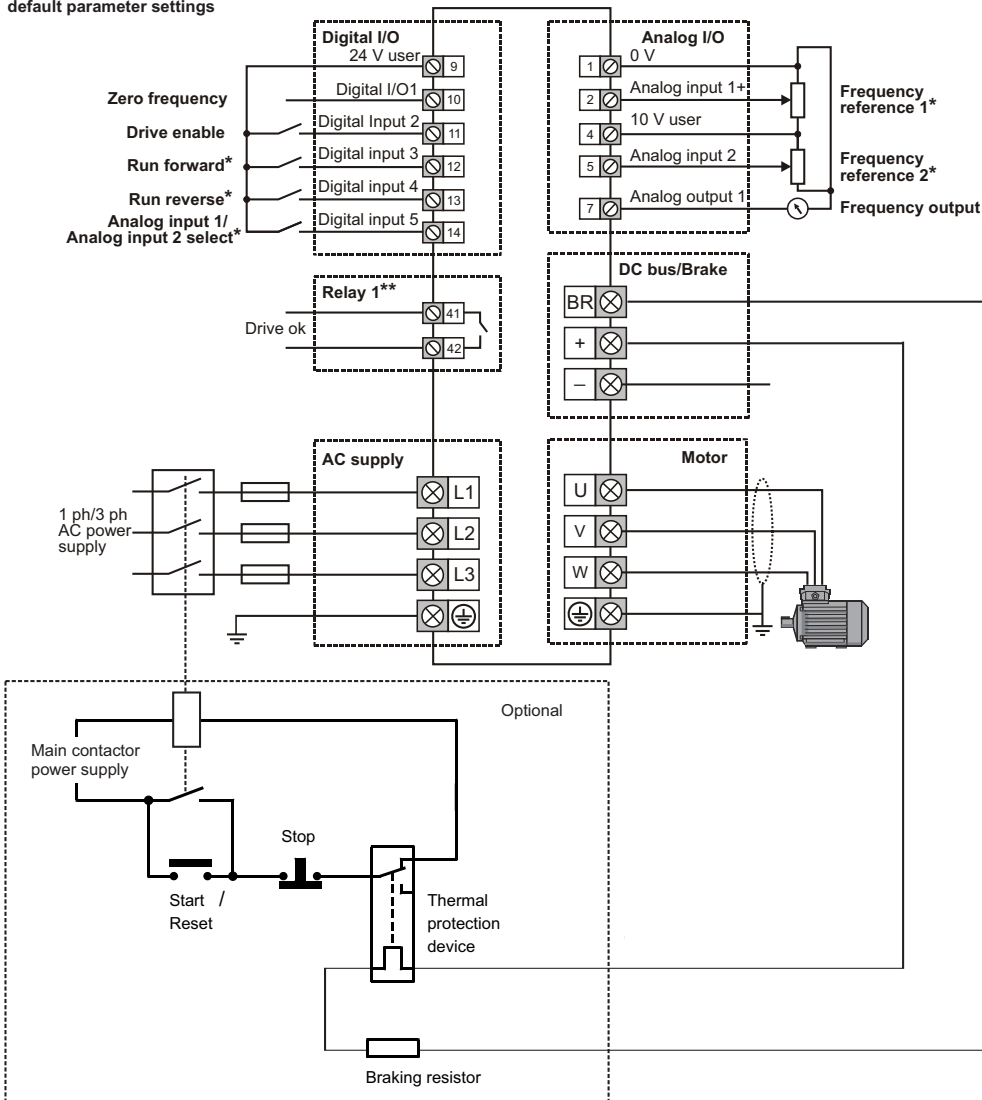 default parameter settings
Digital I/O
24 V user
9
Digital I/O1
10
Zero frequency
Digital Input 2
11
Drive enable
Digital input 3
12
Run forward*
Digital input 4
13
Run reverse*
Digital input 5
14
Analog input 1/
Analog input 2 select*
Analog I/O
0 V
1
Analog input 1+
2
Frequency
reference 1*
10 V user
4
Analog input 2
5
Frequency
reference 2*
Analog output 1
7
Frequency output
Relay 1**
41
Drive ok
42
DC bus/Brake
BR
+
–
AC supply
L1
L2
L3
1 ph/3 ph
AC power
supply
Motor
U
V
W
Optional
Main contactor
power supply
Stop
Start /
Reset
Thermal
protection
device
Braking resistor